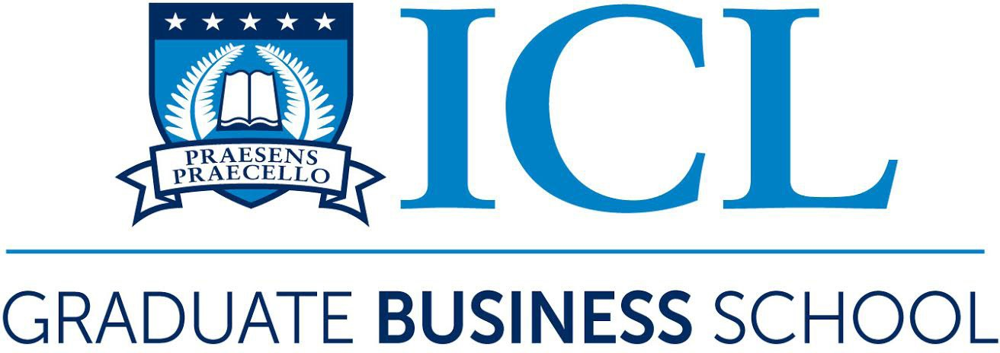 PRAESENS
PRAECELLO
ICL
GRADUATE BUSINESS SCHOOL